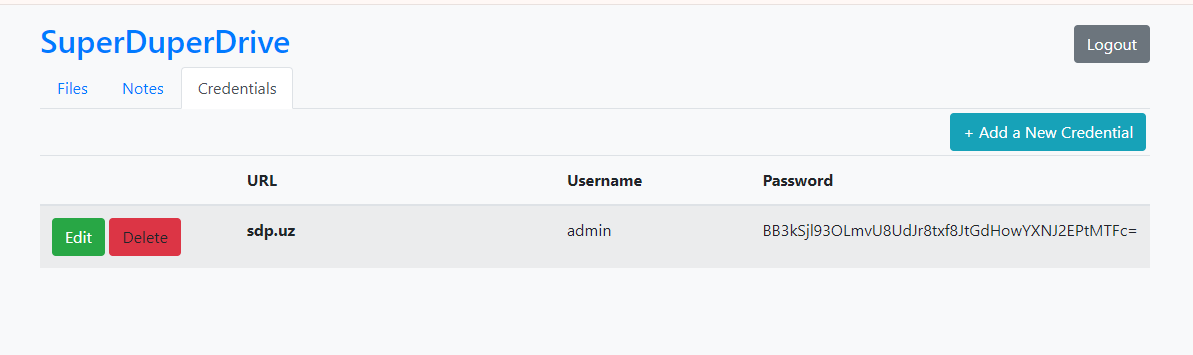 SuperDuperDrive
Logout
Files Notes Credentials
+ Add a New Credential
URL Username Password
Edit Delete sdp.uz admin BB3kSjl93OLmvU8UdJr8txf8JtGdHowYXNJ2EPtMTFc=